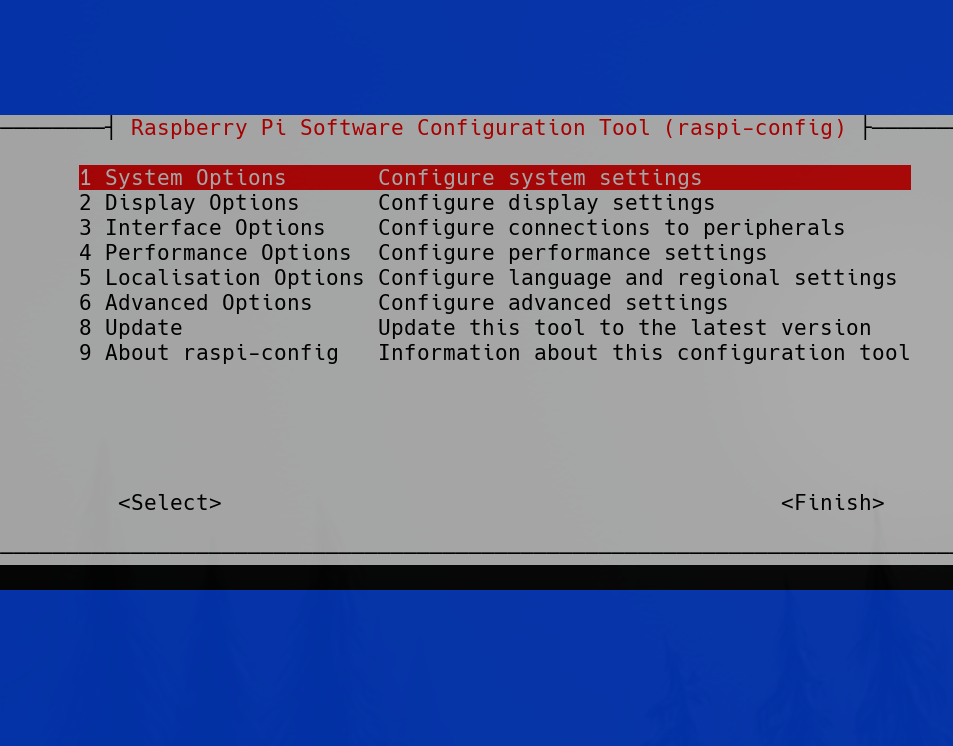 Raspberry Pi Software Configuration Tool (raspi-config)
1 System Options Configure system settings
2 Display Options Configure display settings
3 Interface Options Configure connections to peripherals
4 Performance Options Configure performance settings
5 Localisation Options Configure language and regional settings
6 Advanced Options Configure advanced settings
8 Update Update this tool to the latest version
9 About raspi-config Information about this configuration tool
<Select> <Finish>